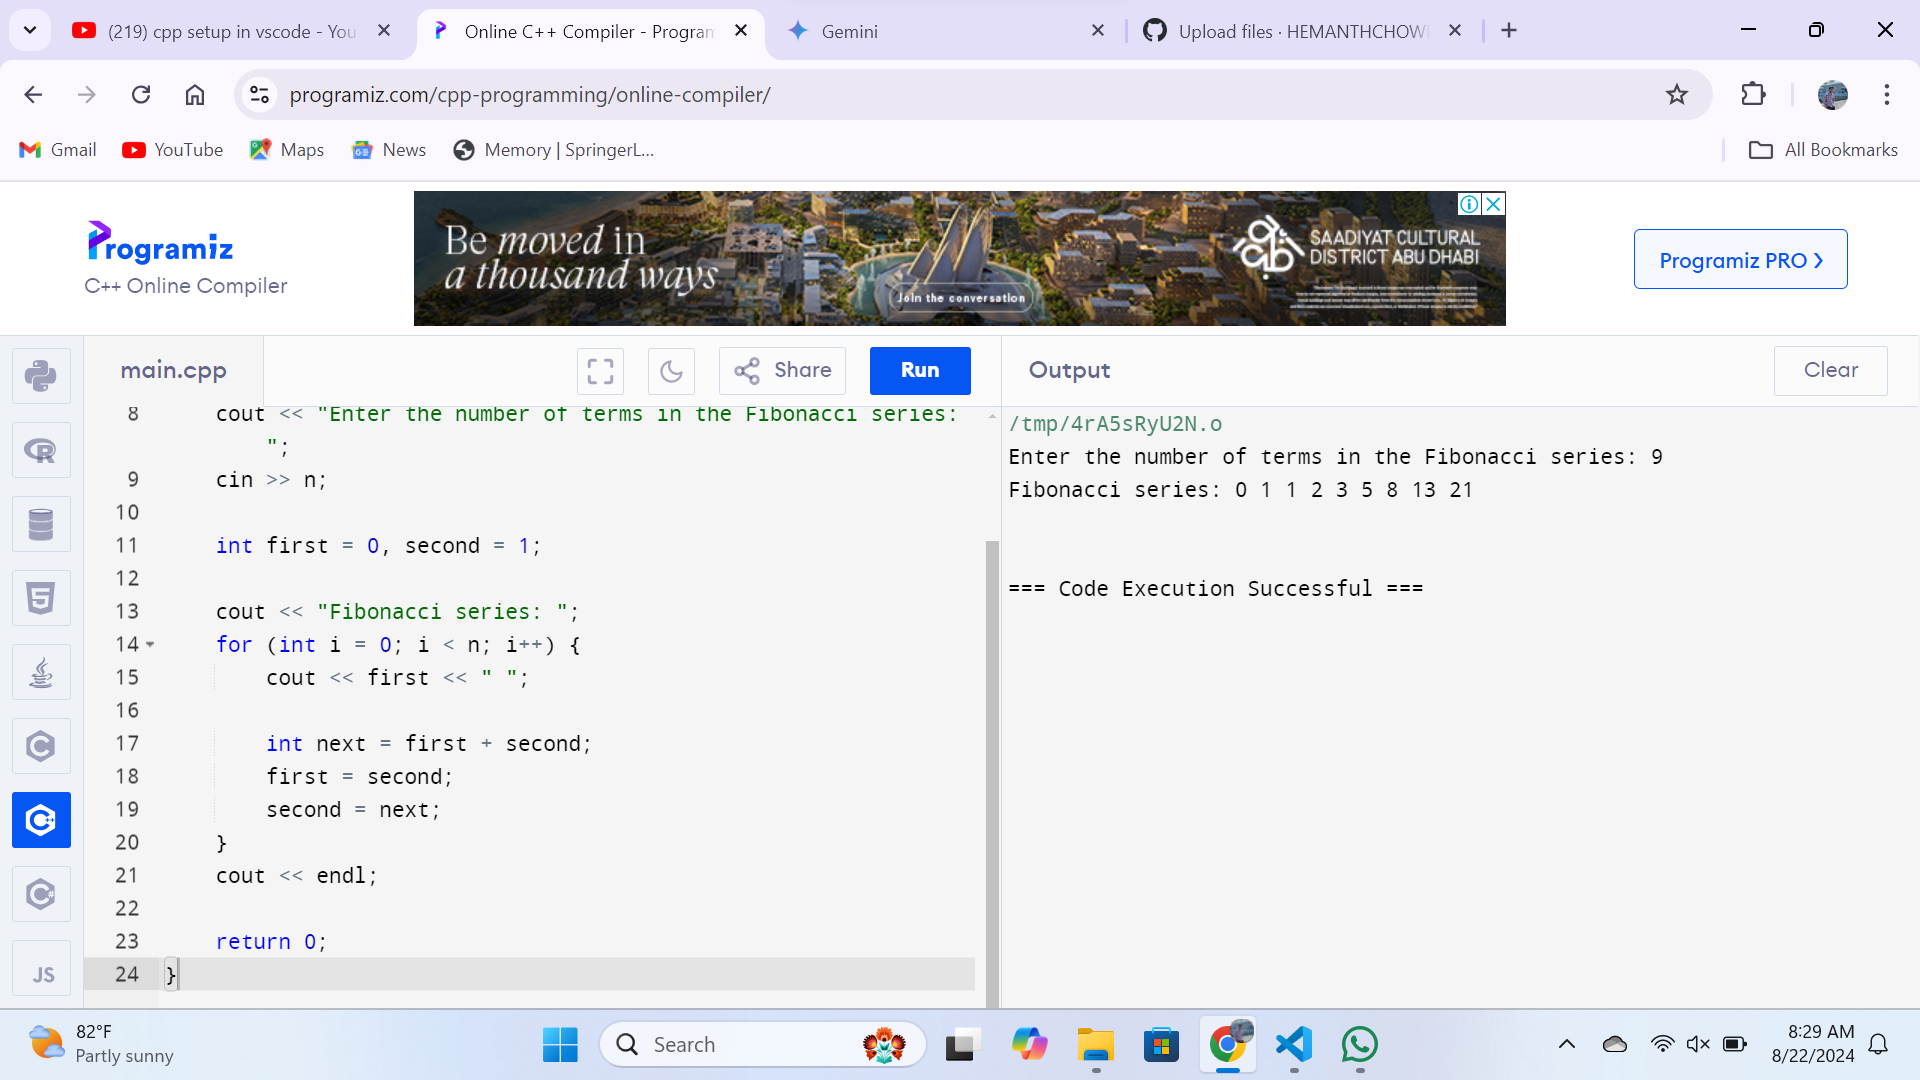 (219) cpp setup in vscode - You
Online C++ Compiler - Program
Gemini
Upload files · HEMANTHCHOW
programiz.com/cpp-programming/online-compiler/
Gmail
YouTube
Maps
News
Memory | SpringerL...
All Bookmarks
Programiz
C++ Online Compiler
Be moved in
a thousand ways
Join the conversation
SAADIYAT CULTURAL
DISTRICT ABU DHABI
Programiz PRO ›
main.cpp
Share
Run
Output
Clear
8 cout << "Enter the number of terms in the Fibonacci series:
";
9 cin >> n;
10
11 int first = 0, second = 1;
12
13 cout << "Fibonacci series: ";
14 for (int i = 0; i < n; i++) {
15 cout << first << " ";
16
17 int next = first + second;
18 first = second;
19 second = next;
20 }
21 cout << endl;
22
23 return 0;
24 }
/tmp/4rA5sRyU2N.o
Enter the number of terms in the Fibonacci series: 9
Fibonacci series: 0 1 1 2 3 5 8 13 21
=== Code Execution Successful ===
JS
82°F
Partly sunny
Search
8:29 AM
8/22/2024